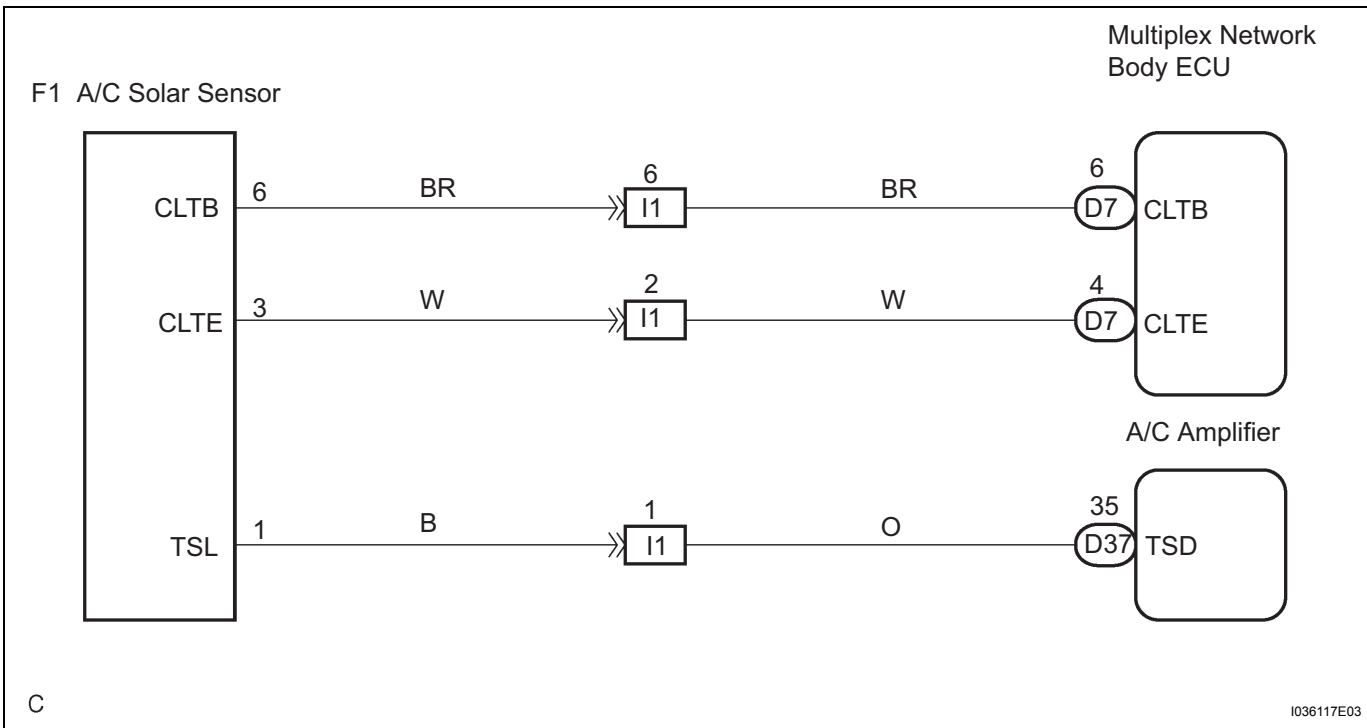 Multiplex Network
Body ECU
F1 A/C Solar Sensor
CLTB 6 BR 6 I1 BR 6 D7 CLTB
CLTE 3 W 2 I1 W 4 D7 CLTE
A/C Amplifier
TSL 1 B 1 I1 O 35 D37 TSD
C
I036117E03